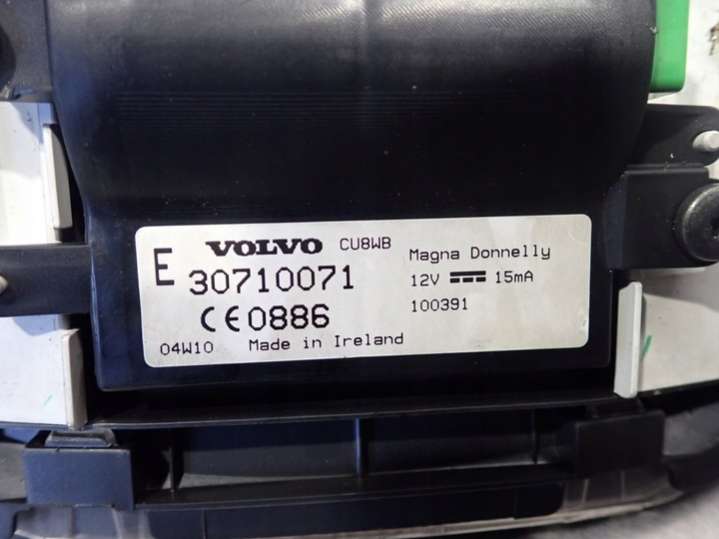 VOLVO CU8WB
E 30710071
CE0886
04W10 Made in Ireland
Magna Donnelly
12V 15mA
100391